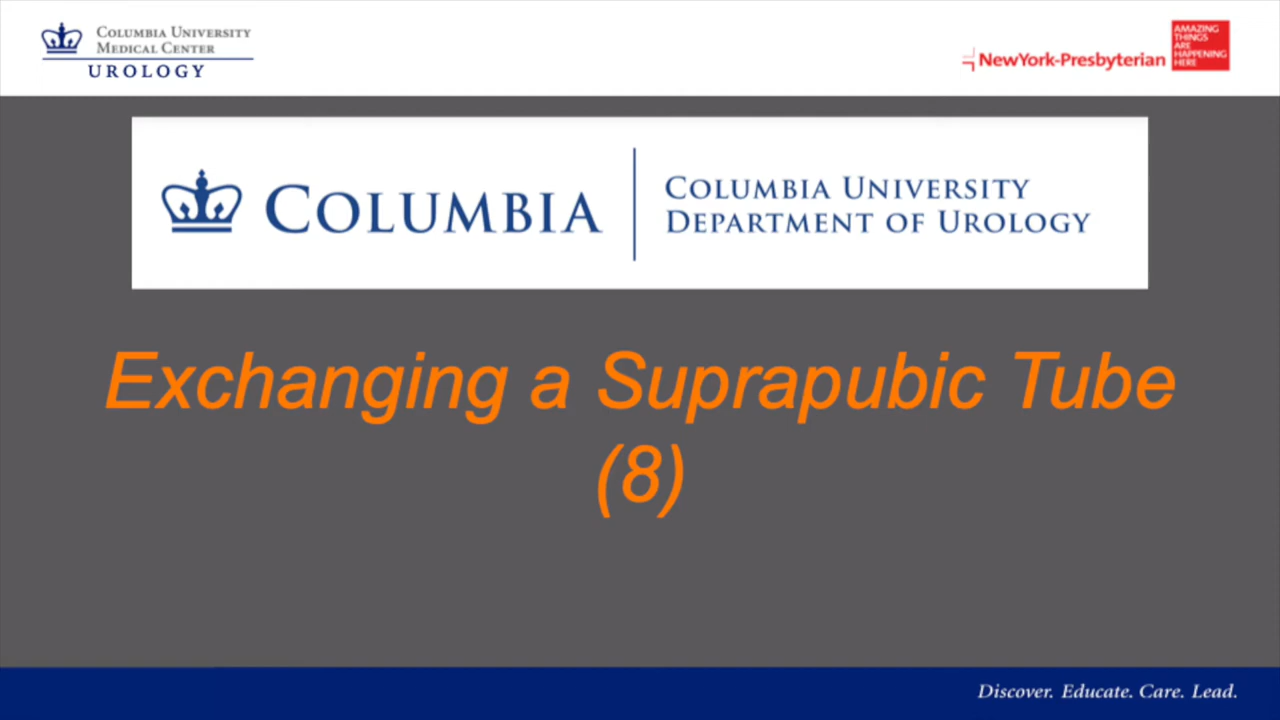 COLUMBIA UNIVERSITY
MEDICAL CENTER
UROLOGY
NewYork-Presbyterian
AMAZING
THINGS
ARE
HAPPENING
HERE
COLUMBIA
COLUMBIA UNIVERSITY
DEPARTMENT OF UROLOGY
Exchanging a Suprapubic Tube
(8)
Discover. Educate. Care. Lead.